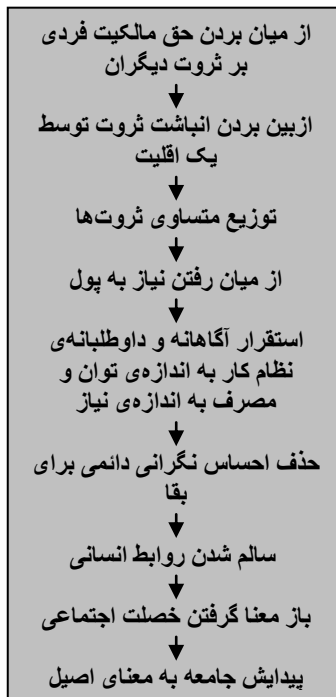 از میان بردن حق مالکیت فردی
بر ثروت دیگران
ازبین بردن انباشت ثروت توسط
یک اقلیت
توزیع متساوی ثروت‌ها
از میان رفتن نیاز به پول
استقرار آگاهانه و داوطلبانه‌ی
نظام کار به اندازه‌ی توان و
مصرف به اندازه‌ی نیاز
حذف احساس نگرانی دائمی برای
بقا
سالم شدن روابط انسانی
باز معنا گرفتن خصلت اجتماعی
پیدایش جامعه به معنای اصیل